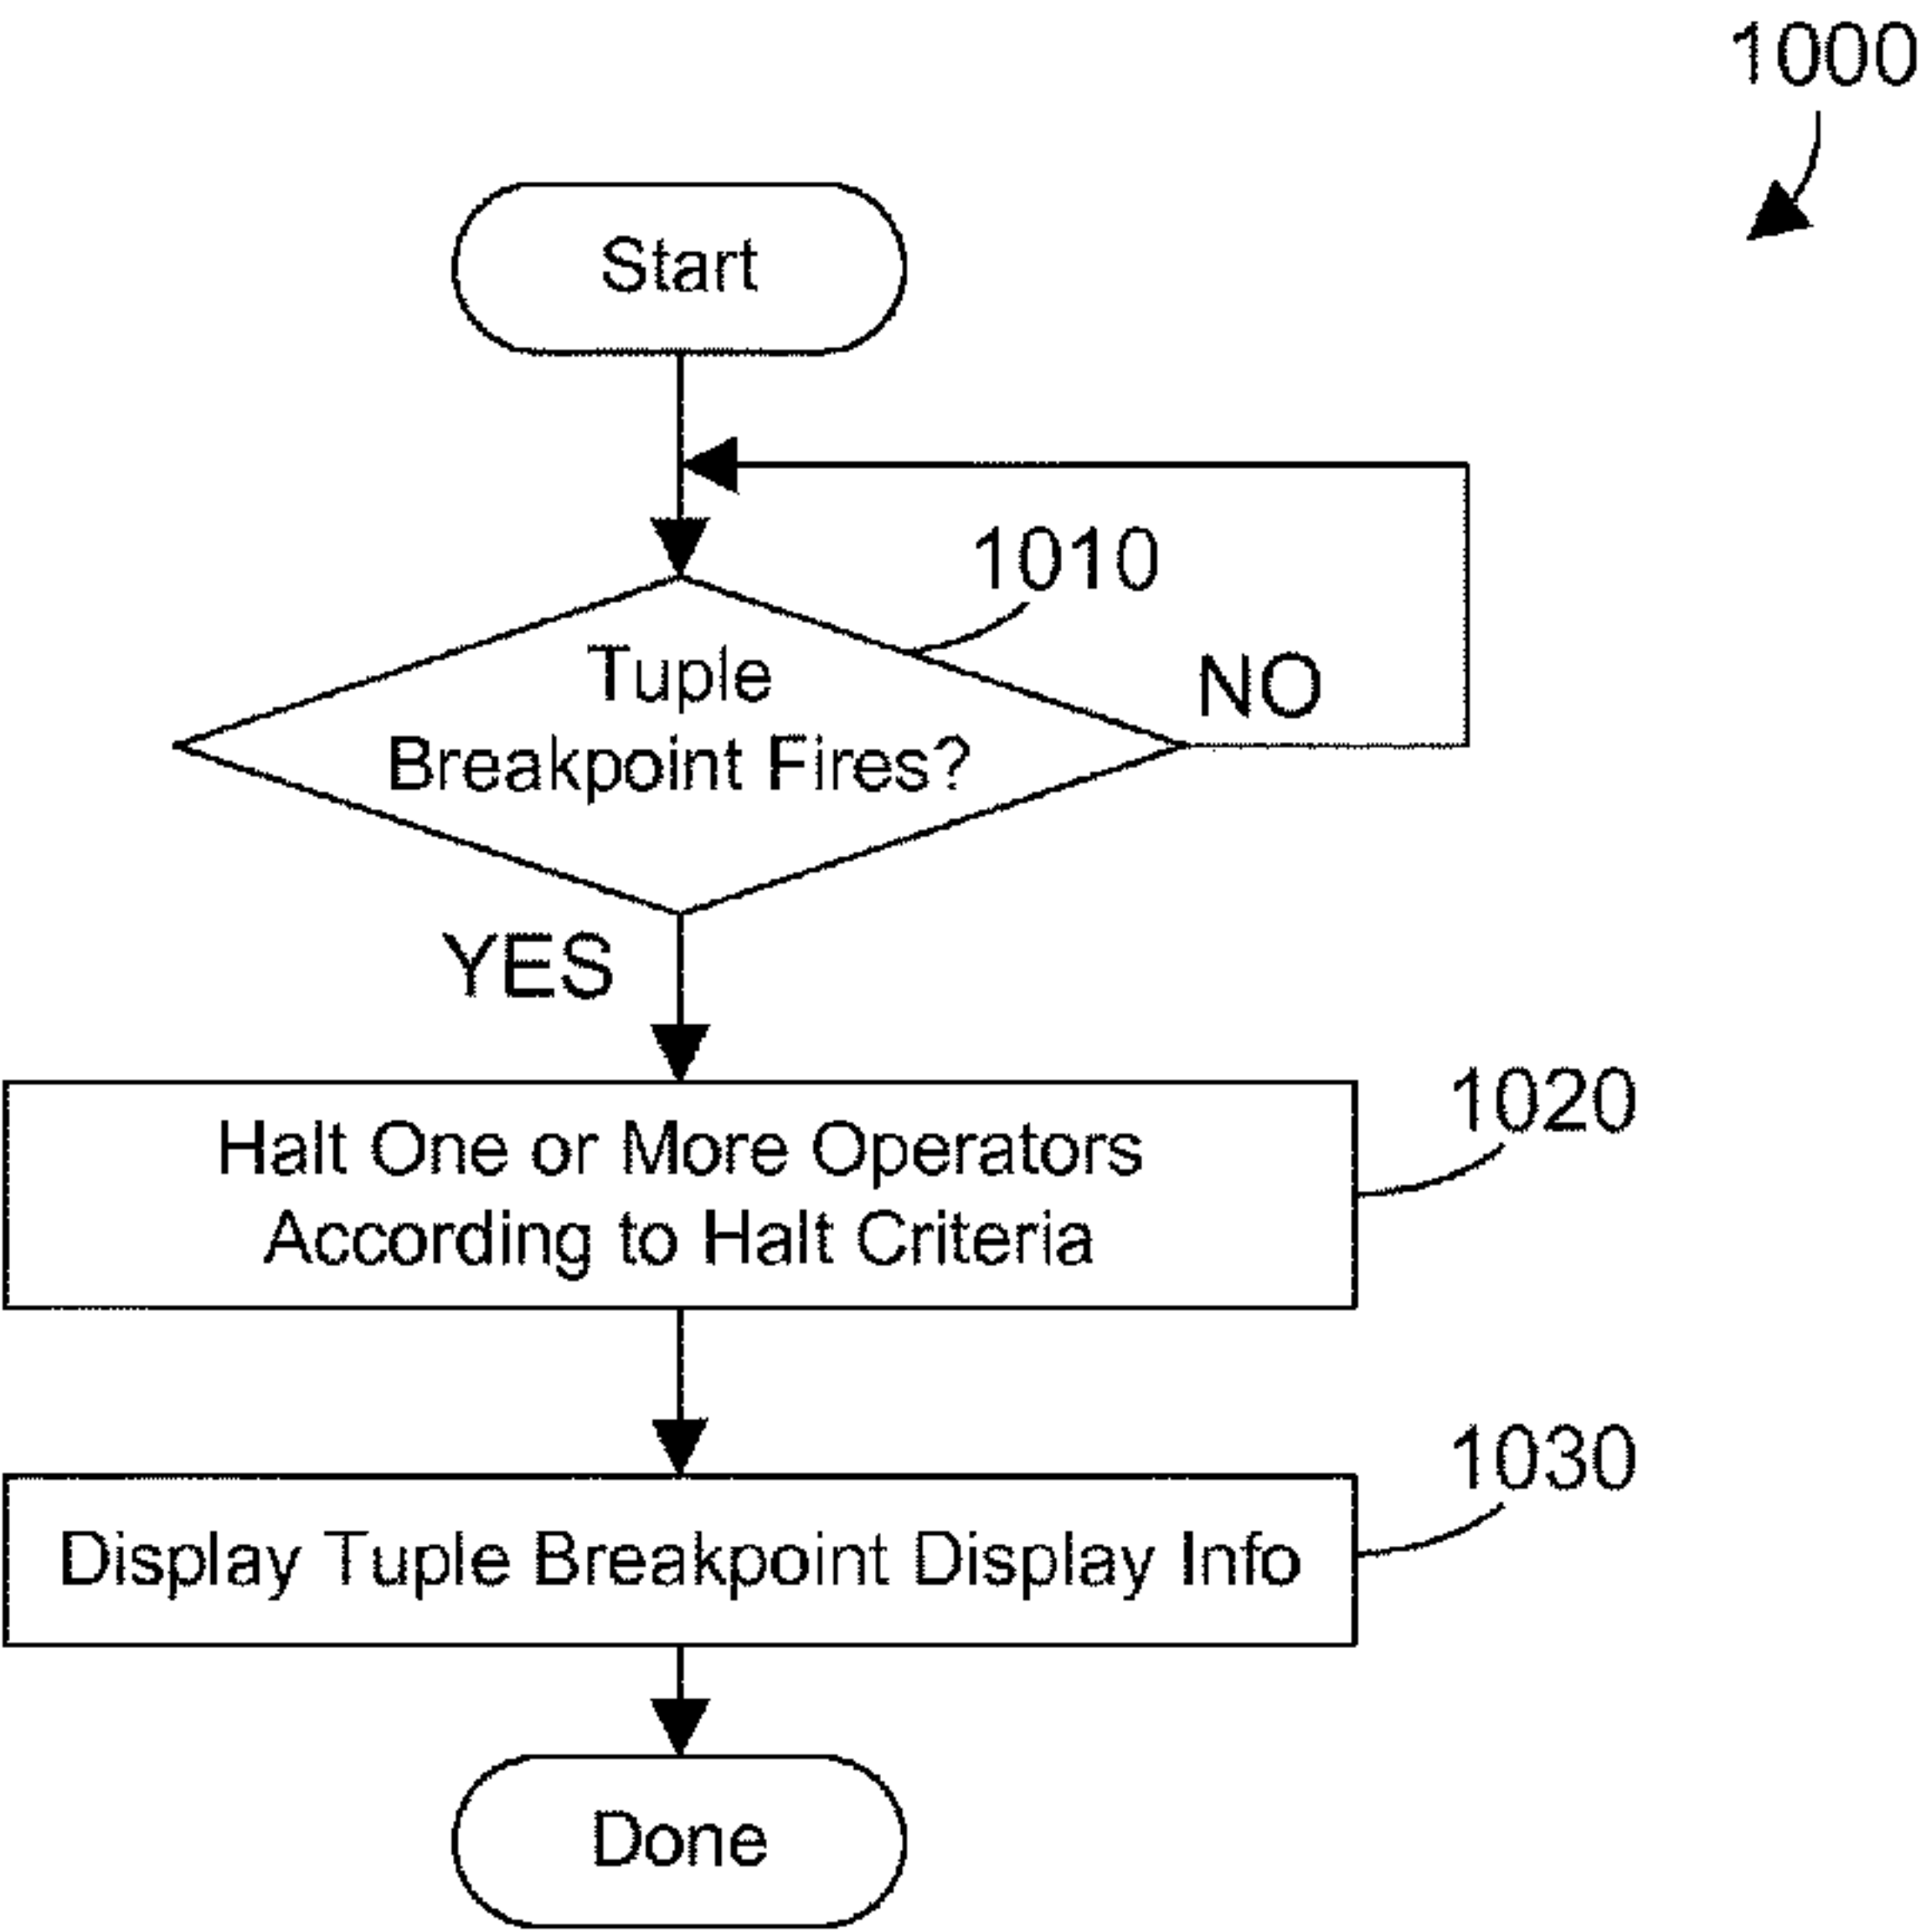 1000
Start
1010
Tuple
Breakpoint Fires?
NO
YES
1020
Halt One or More Operators
According to Halt Criteria
1030
Display Tuple Breakpoint Display Info
Done